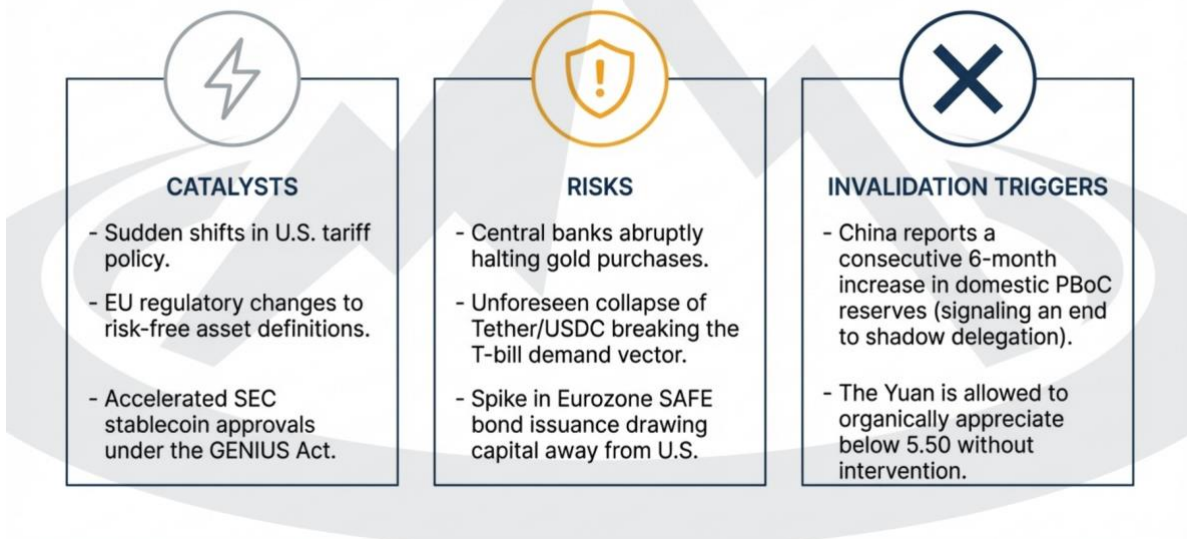 CATALYSTS
- Sudden shifts in U.S. tariff
policy.
- EU regulatory changes to
risk-free asset definitions.
- Accelerated SEC
stablecoin approvals
under the GENIUS Act.
RISKS
- Central banks abruptly
halting gold purchases.
- Unforeseen collapse of
Tether/USDC breaking the
T-bill demand vector.
- Spike in Eurozone SAFE
bond issuance drawing
capital away from U.S.
INVALIDATION TRIGGERS
- China reports a
consecutive 6-month
increase in domestic PBoC
reserves (signaling an end
to shadow delegation).
- The Yuan is allowed to
organically appreciate
below 5.50 without
intervention.